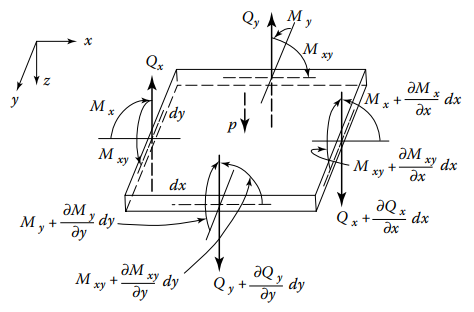 Q_y
M_y
x
M_xy
z
Q_x
y
M_x
dy
p
M_x + ∂M_x/∂x dx
M_xy
M_xy + ∂M_xy/∂x dx
dx
Q_x + ∂Q_x/∂x dx
M_y + ∂M_y/∂y dy
M_xy + ∂M_xy/∂y dy
Q_y + ∂Q_y/∂y dy